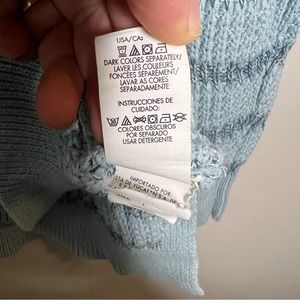 USA/CA:
DARK COLORS SEPARATELY/
LAVER LES COULEURS
FONCÉES SÉPARÉMENT/
LAVAR AS CORES
SEPARADAMENTE
INSTRUCCIONES DE
CUIDADO:
COLORES OBSCUROS
POR SEPARADO
USAR DETERGENTE
IMPORTADO POR: